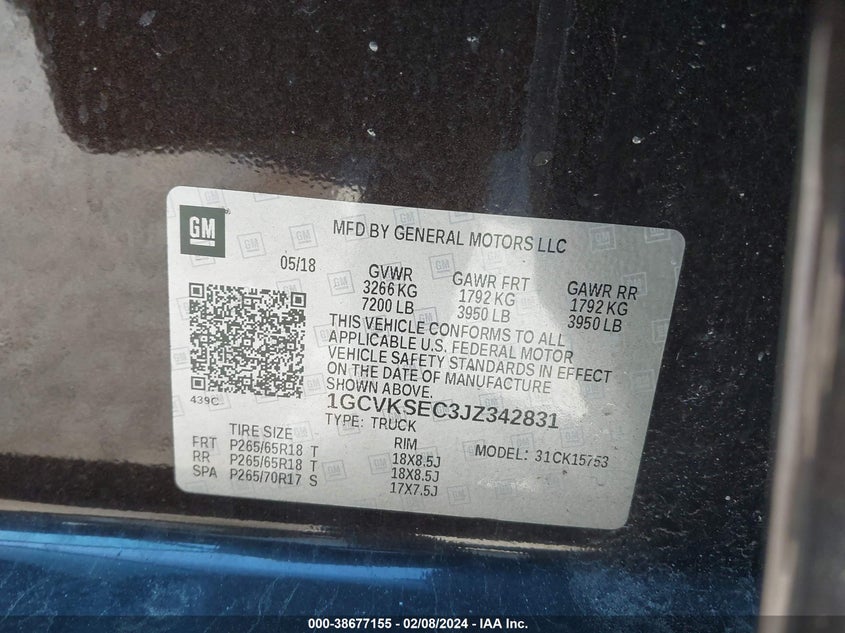 GM
MFD BY GENERAL MOTORS LLC
05/18
GVWR
3266 KG
7200 LB
GAWR FRT
1792 KG
3950 LB
GAWR RR
1792 KG
3950 LB
THIS VEHICLE CONFORMS TO ALL
APPLICABLE U.S. FEDERAL MOTOR
VEHICLE SAFETY STANDARDS IN EFFECT
ON THE DATE OF MANUFACTURE
SHOWN ABOVE.
439C
1GCVKSEC3JZ342831
TYPE: TRUCK
MODEL: 31CK15753
TIRE SIZE RIM
FRT P265/65R18 T 18X8.5J
RR P265/65R18 T 18X8.5J
SPA P265/70R17 S 17X7.5J
000-38677155 - 02/08/2024 - IAA Inc.